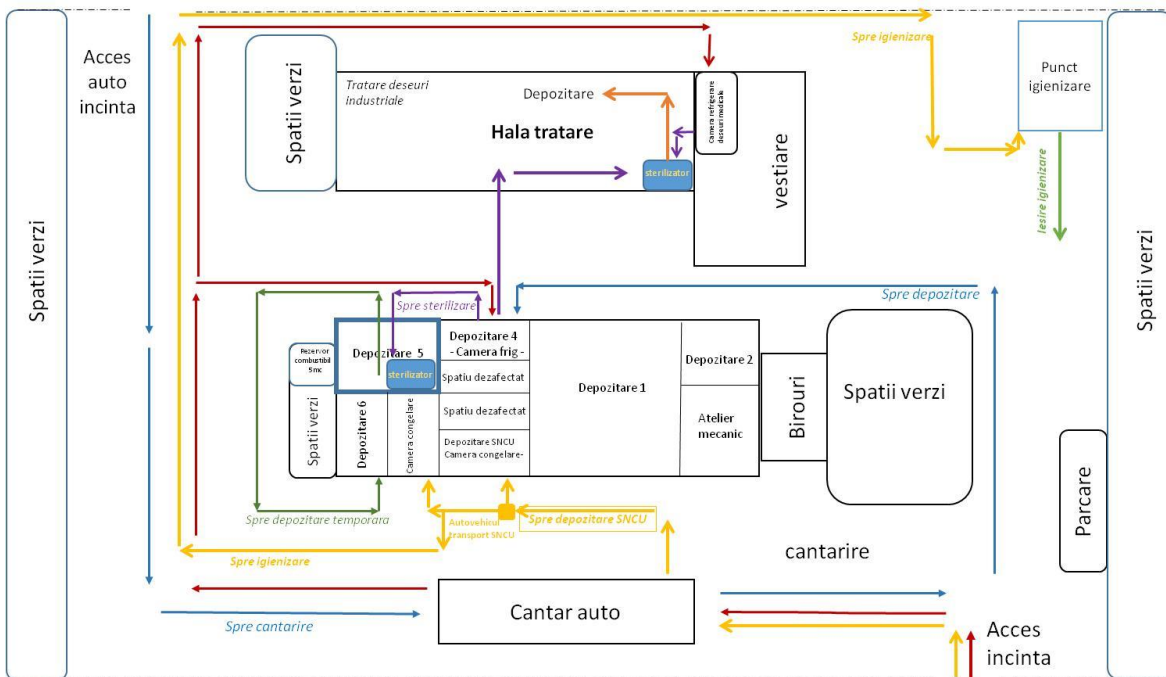 Acces
auto
incinta
Spatii verzi
Spatii verzi
Tratare deseuri
industriale
Depozitare
Hala tratare
sterilizator
Camera refrigerare
deseuri medicale
vestiare
Spre igienizare
Punct
igienizare
Iesire igienizare
Spatii verzi
Spre depozitare
Spre sterilizare
Rezervor
combustibil
5mc
Spatii verzi
Depozitare 5
sterilizator
Depozitare 6
Camera congelare
Depozitare 4
- Camera frig -
Spatiu dezafectat
Spatiu dezafectat
Depozitare SNCU
Camera congelare-
Depozitare 1
Depozitare 2
Atelier
mecanic
Birouri
Spatii verzi
Parcare
Spre depozitare temporara
Autovehicul
transport SNCU
Spre depozitare SNCU
Spre igienizare
cantarire
Cantar auto
Spre cantarire
Acces
incinta